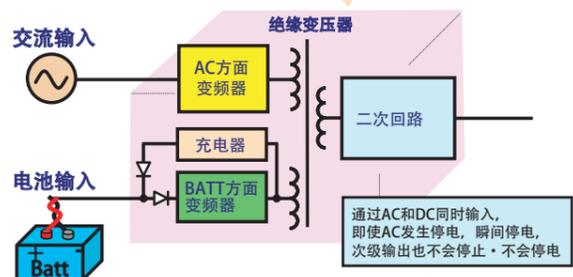 绝缘变压器
交流输入
AC方面
变频器
二次回路
充电器
电池输入
BATT方面
变频器
Batt
通过AC和DC同时输入，
即使AC发生停电，瞬间停电，
次级输出也不会停止・不会停电